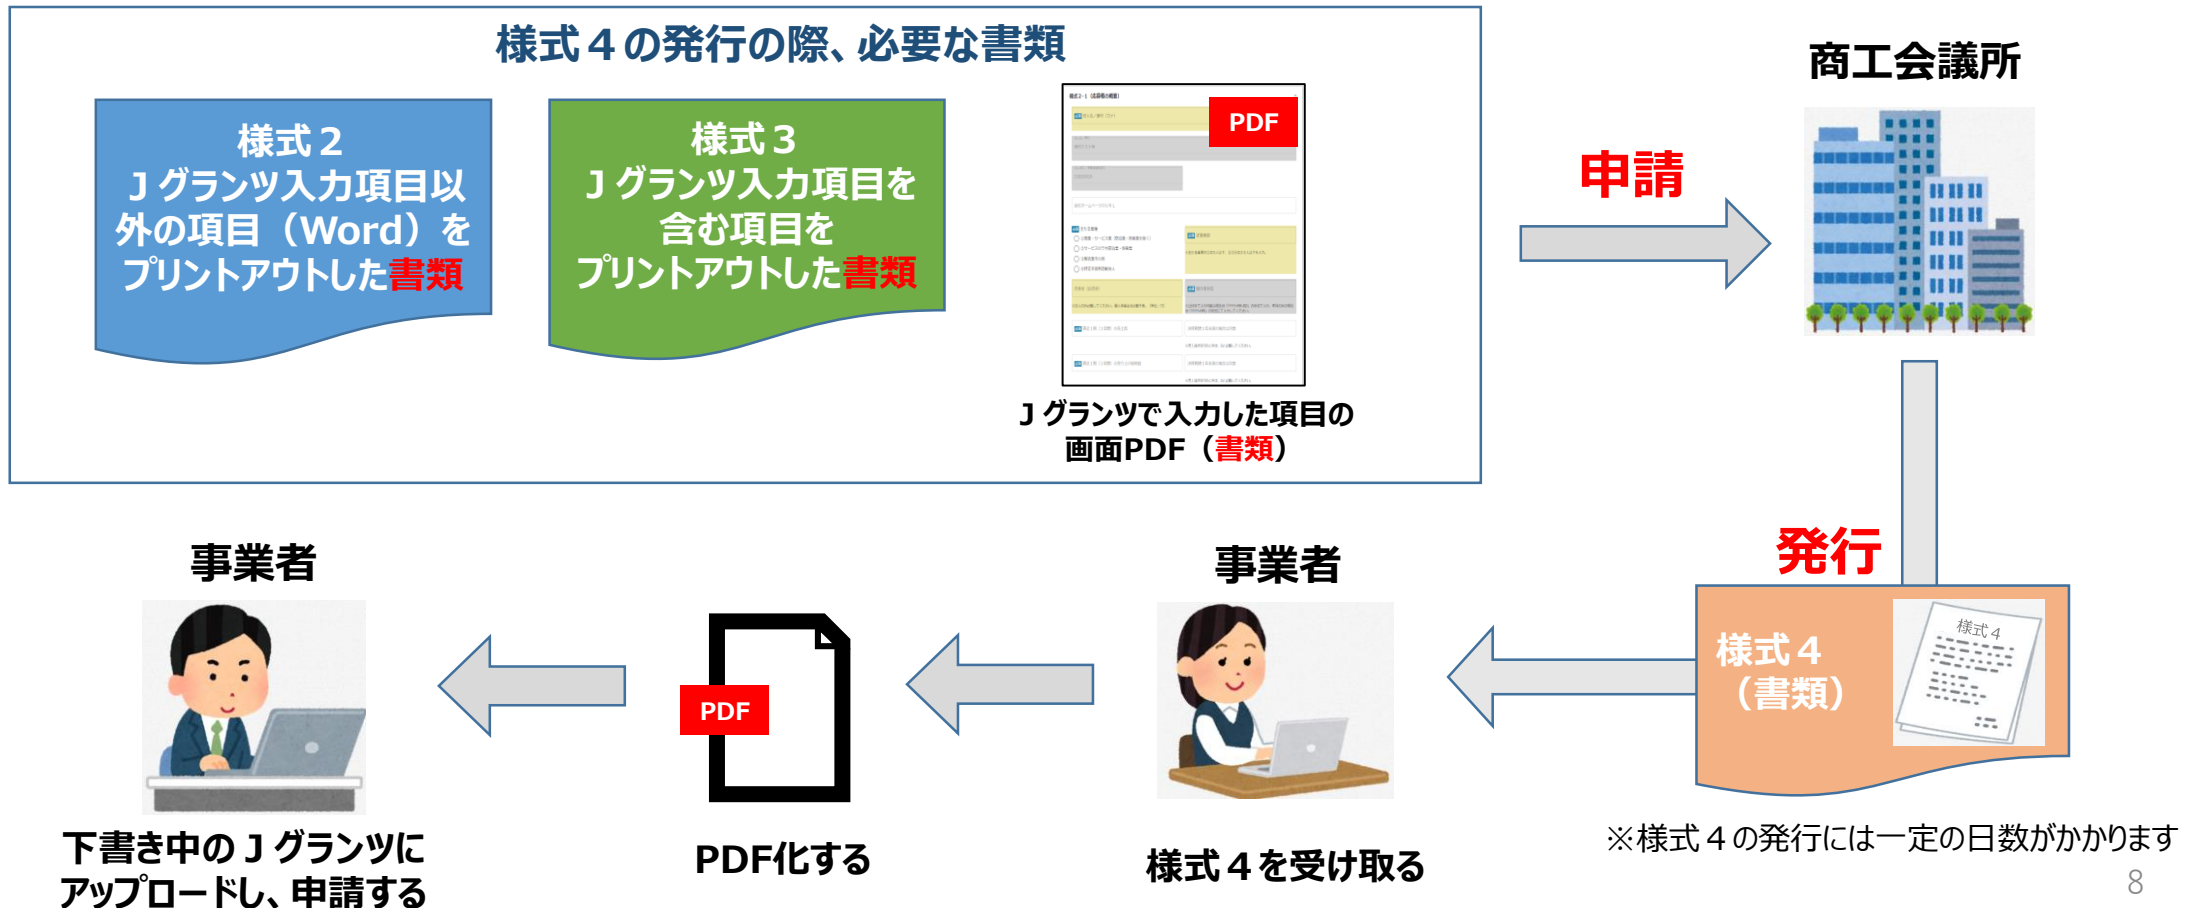 様式４の発行の際、必要な書類
様式２
Ｊグランツ入力項目以
外の項目（Word）を
プリントアウトした書類
様式３
Ｊグランツ入力項目を
含む項目を
プリントアウトした書類
PDF
Ｊグランツで入力した項目の
画面PDF（書類）
申請
商工会議所
発行
様式４
（書類）
様式４
※様式４の発行には一定の日数がかかります
事業者
様式４を受け取る
PDF
PDF化する
事業者
下書き中のＪグランツに
アップロードし、申請する
8